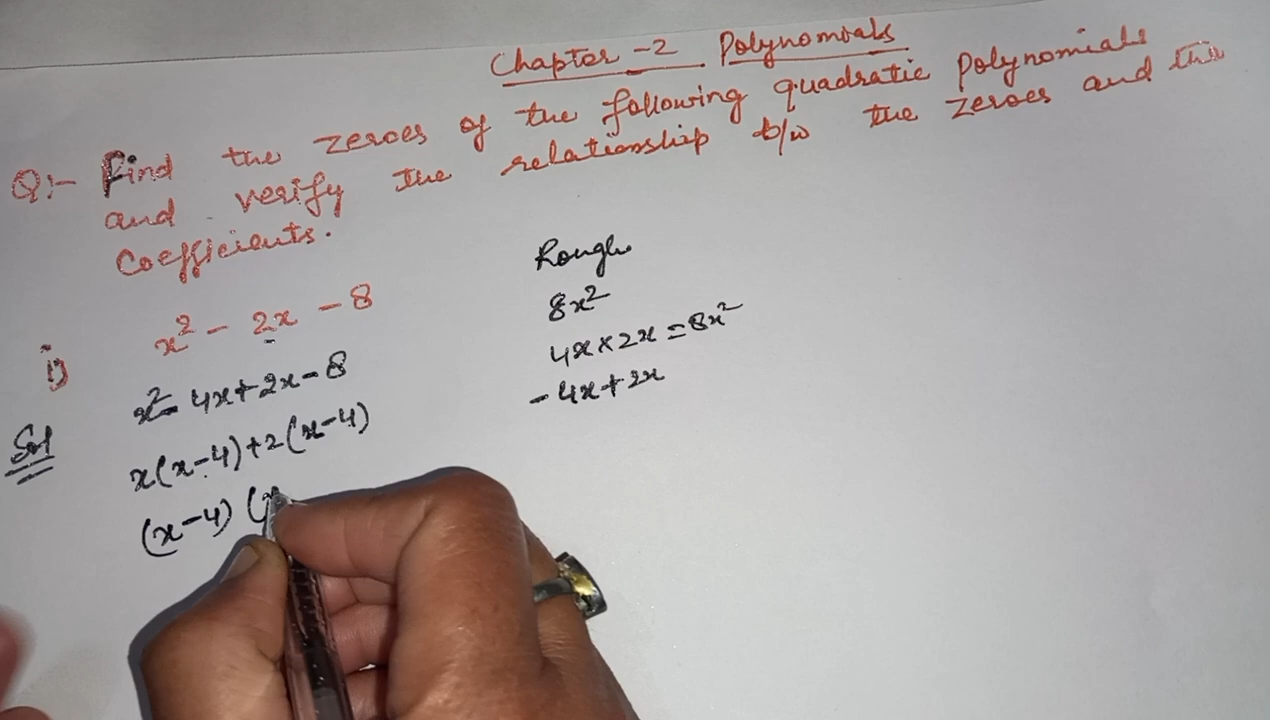 Chapter - 2 Polynomials
Q:- Find the zeroes of the following quadratic polynomials
and verify the relationship b/w the zeroes and the
coefficients.
i) x² - 2x - 8
Sol x² - 4x + 2x - 8
x(x-4)+2(x-4)
(x-4) (x
Rough
8x²
4x × 2x = 8x²
- 4x + 2x